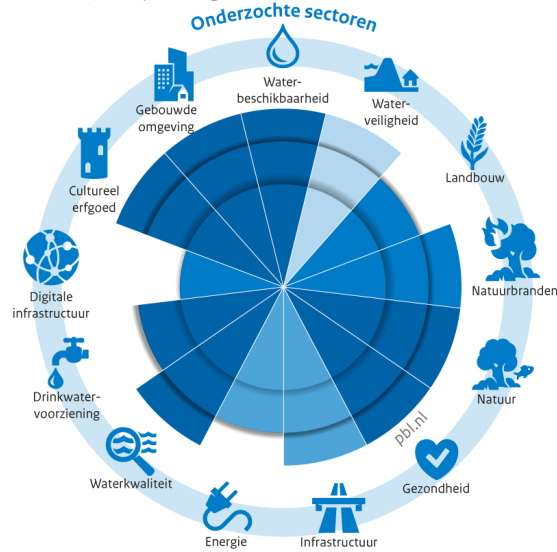 Onderzochte sectoren
Water-
beschikbaarheid
Water-
veiligheid
Landbouw
Natuurbranden
Natuur
Gezondheid
Infrastructuur
Energie
Waterkwaliteit
Drinkwater-
voorziening
Digitale
infrastructuur
Cultureel
erfgoed
Gebouwde
omgeving
pbl.nl